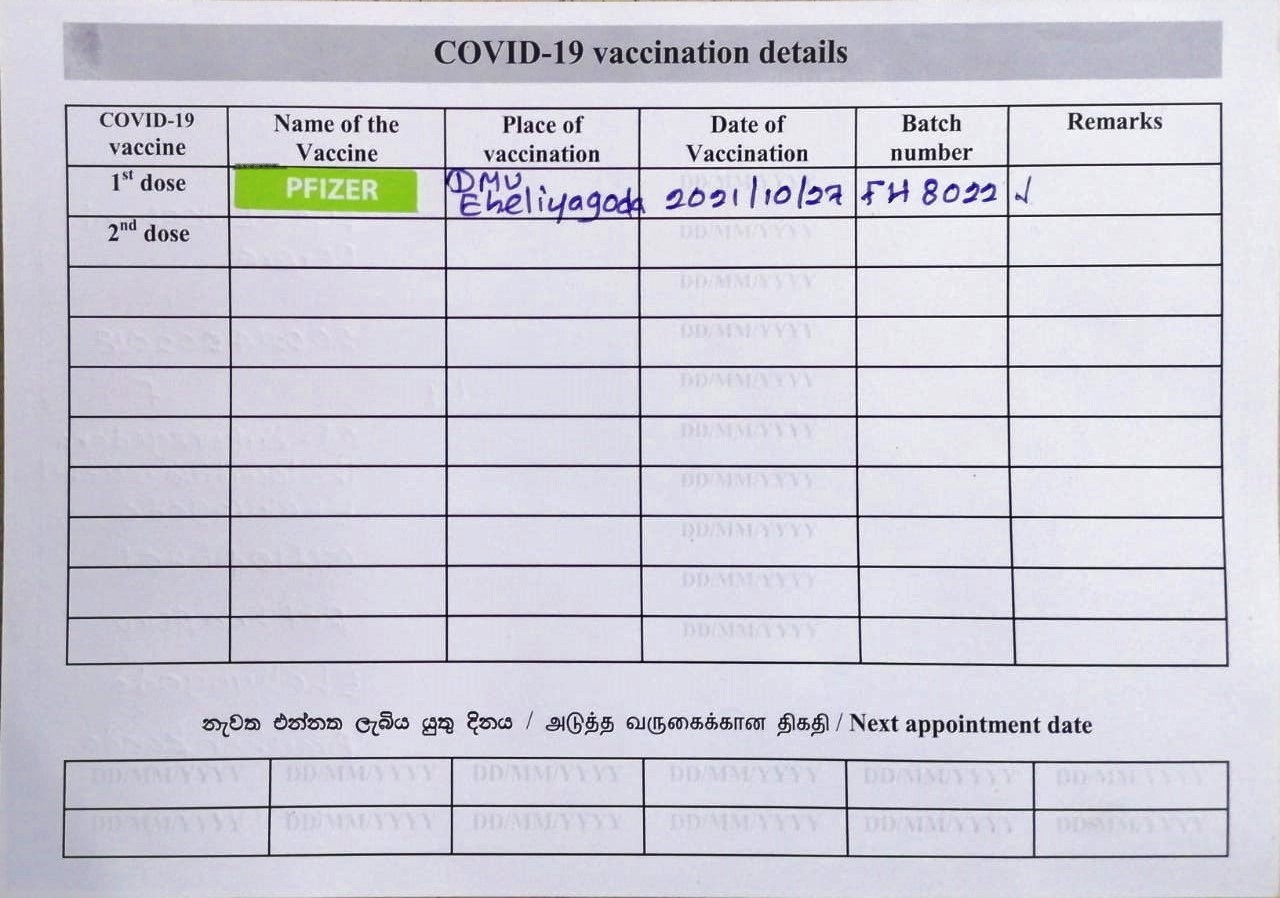 COVID-19 vaccination details
COVID-19 vaccine
Name of the Vaccine
Place of vaccination
Date of Vaccination
Batch number
Remarks
1st dose
PFIZER
DMU
Eheliyagoda
2021/10/27
FH 8022
2nd dose
DD/MM/YYYY
DD/MM/YYYY
DD/MM/YYYY
DD/MM/YYYY
DD/MM/YYYY
DD/MM/YYYY
DD/MM/YYYY
DD/MM/YYYY
DD/MM/YYYY
DD/MM/YYYY
නැවත එන්නත ලැබිය යුතු දිනය / அடுத்த வருகைக்கான திகதி / Next appointment date
DD/MM/YYYY DD/MM/YYYY DD/MM/YYYY DD/MM/YYYY DD/MM/YYYY DD/MM/YYYY
DD/MM/YYYY DD/MM/YYYY DD/MM/YYYY DD/MM/YYYY DD/MM/YYYY DD/MM/YYYY